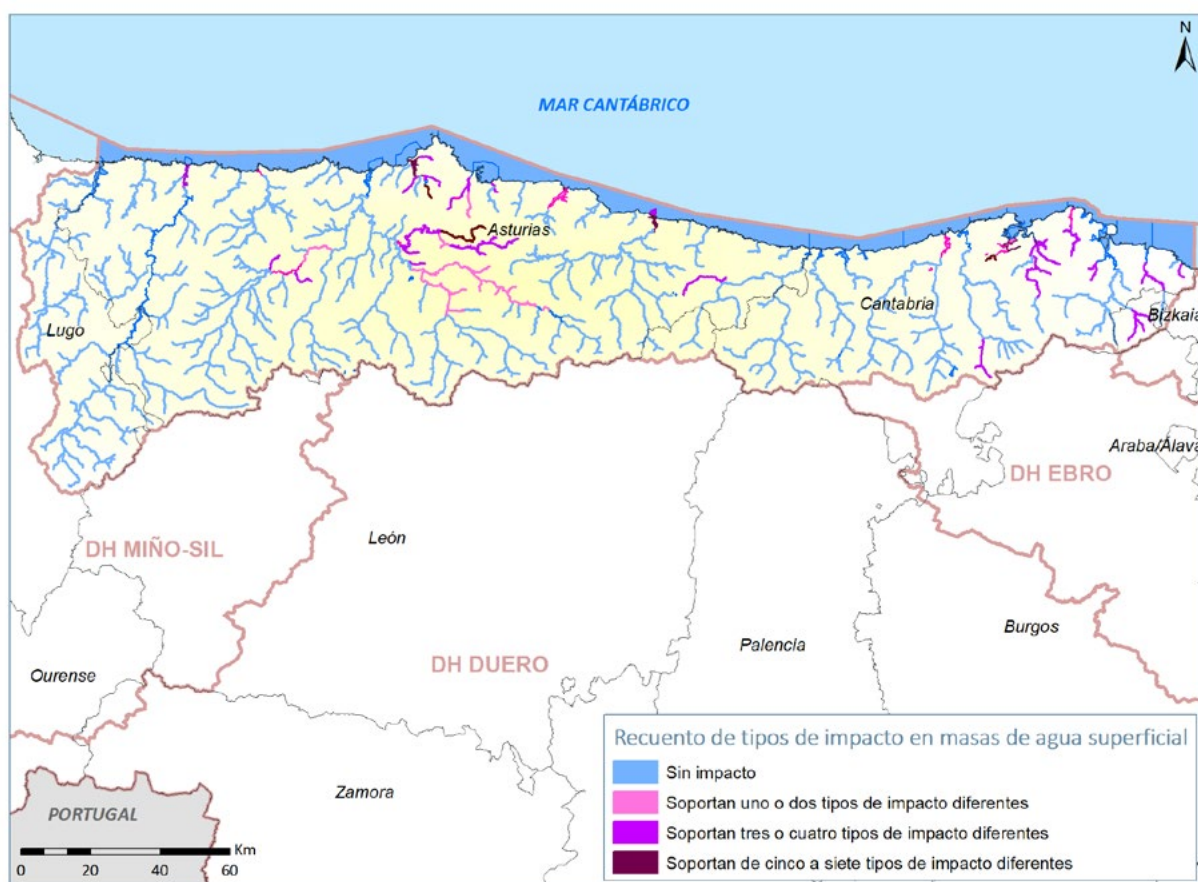 N
MAR CANTÁBRICO
Asturias
Cantabria
Bizkaia
Lugo
Araba/Álava
DH EBRO
León
DH MIÑO-SIL
Burgos
Palencia
DH DUERO
Ourense
Zamora
PORTUGAL
Km
0 20 40 60
Recuento de tipos de impacto en masas de agua superficial
Sin impacto
Soportan uno o dos tipos de impacto diferentes
Soportan tres o cuatro tipos de impacto diferentes
Soportan de cinco a siete tipos de impacto diferentes